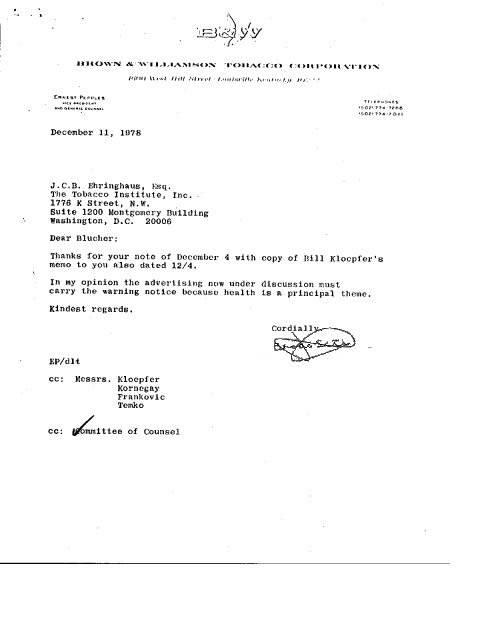 B&W
BROWN & WILLIAMSON TOBACCO CORPORATION
1600 West Hill Street · Louisville, Kentucky
ERNEST PEPPLES
VICE PRESIDENT
AND GENERAL COUNSEL
TELEPHONES
(502) 774-
(502) 774-
December 11, 1978
J.C.B. Ehringhaus, Esq.
The Tobacco Institute, Inc.
1776 K Street, N.W.
Suite 1200 Montgomery Building
Washington, D.C. 20006
Dear Blucher:
Thanks for your note of December 4 with copy of Bill Kloepfer's
memo to you also dated 12/4.
In my opinion the advertising now under discussion must
carry the warning notice because health is a principal theme.
Kindest regards.
Cordially,
EP/dlt
cc: Messrs. Kloepfer
Kornegay
Frankovic
Temko
cc: Committee of Counsel